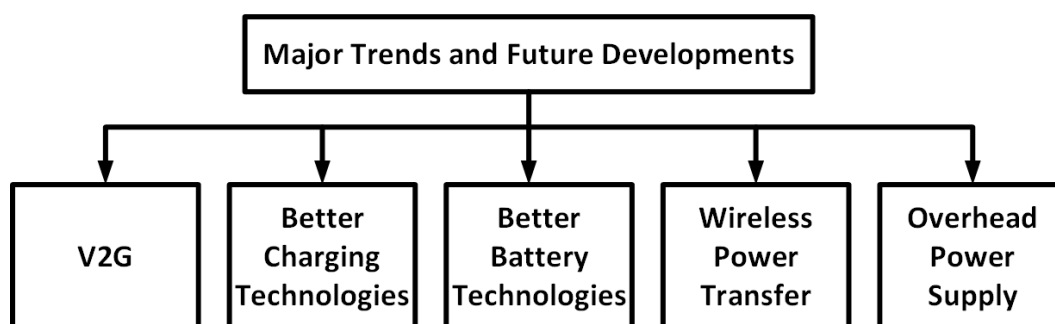 Major Trends and Future Developments
V2G
Better
Charging
Technologies
Better
Battery
Technologies
Wireless
Power
Transfer
Overhead
Power
Supply